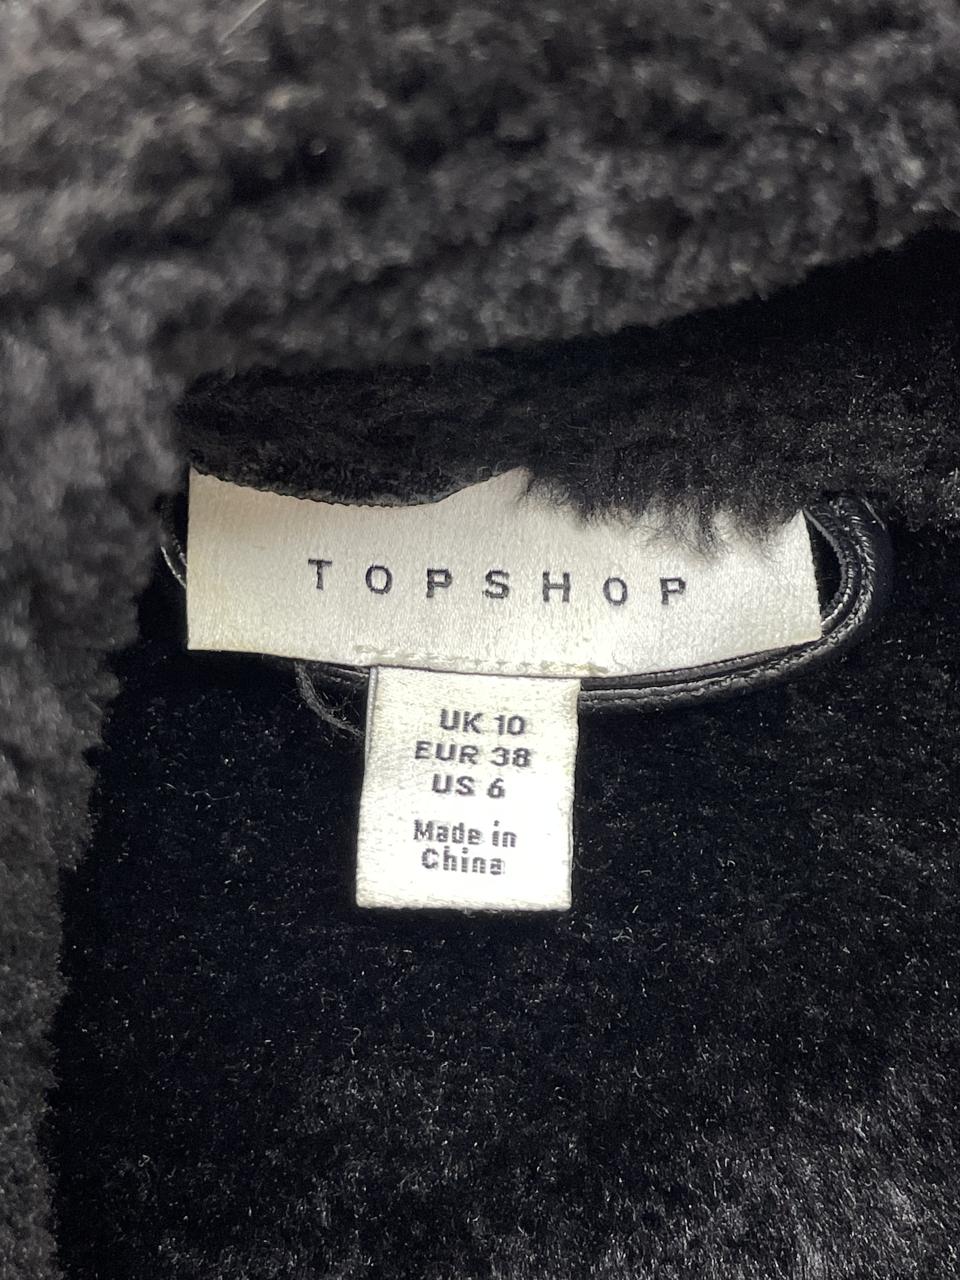 TOPSHOP
UK 10
EUR 38
US 6
Made in
China